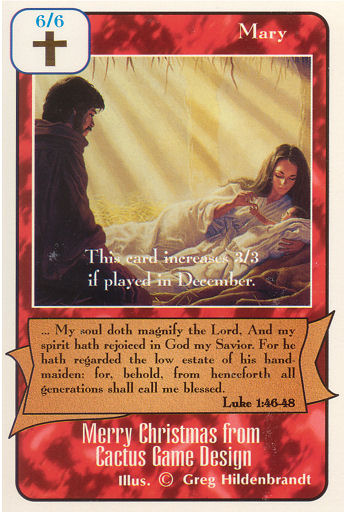 6/6
Mary
This card increases 3/3
if played in December.
... My soul doth magnify the Lord, And my
spirit hath rejoiced in God my Savior. For he
hath regarded the low estate of his hand-
maiden: for, behold, from henceforth all
generations shall call me blessed.
Luke 1:46-48
Merry Christmas from
Cactus Game Design
Illus. © Greg Hildenbrandt